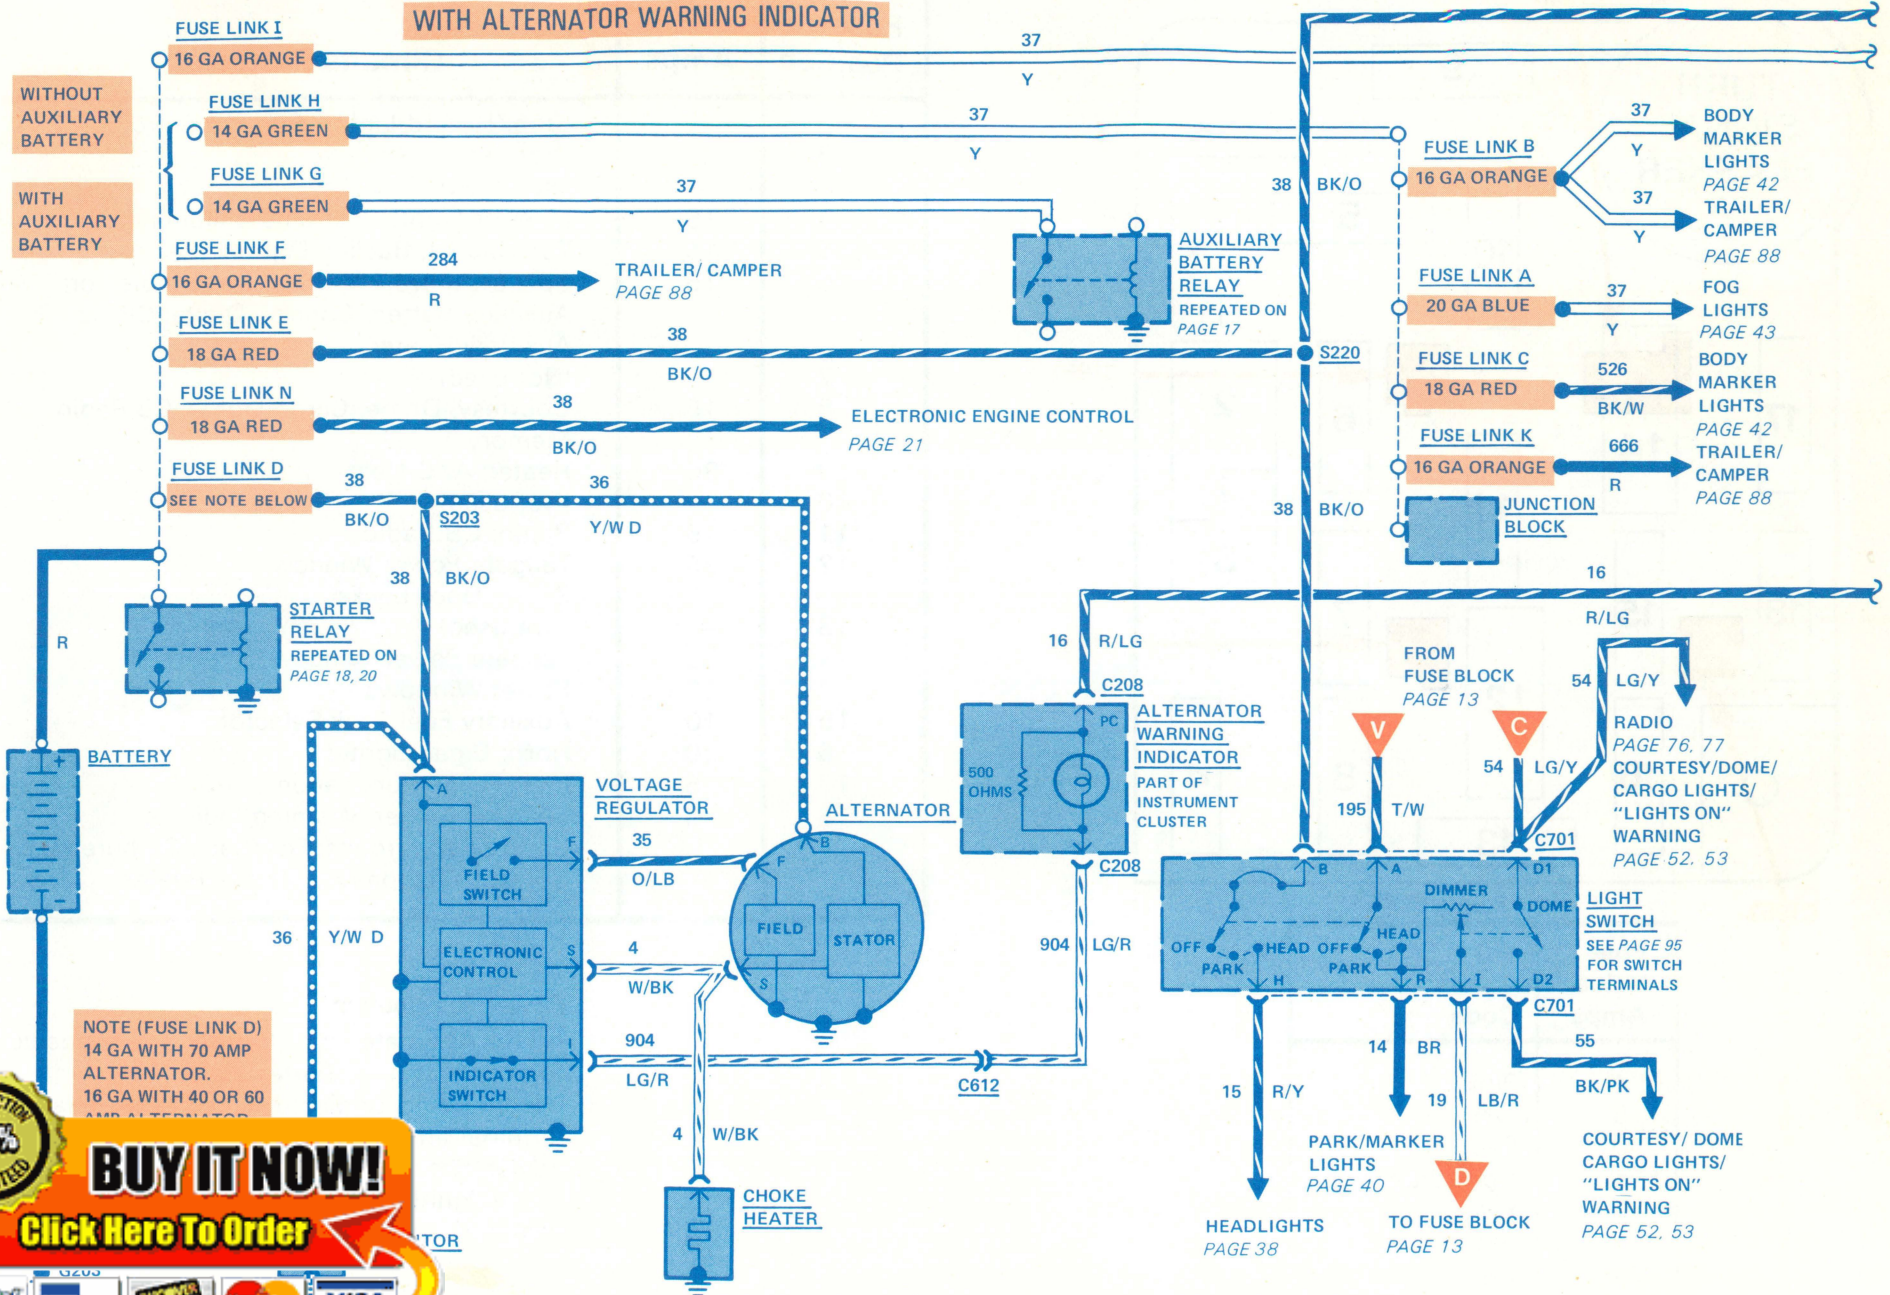 WITH ALTERNATOR WARNING INDICATOR
FUSE LINK I
16 GA ORANGE
37
Y
WITHOUT
AUXILIARY
BATTERY
FUSE LINK H
14 GA GREEN
37
Y
WITH
AUXILIARY
BATTERY
FUSE LINK G
14 GA GREEN
37
Y
FUSE LINK F
16 GA ORANGE
284
R
TRAILER/ CAMPER
PAGE 88
AUXILIARY
BATTERY
RELAY
REPEATED ON
PAGE 17
FUSE LINK E
18 GA RED
38
BK/O
S220
38
BK/O
38
BK/O
FUSE LINK N
18 GA RED
38
BK/O
ELECTRONIC ENGINE CONTROL
PAGE 21
FUSE LINK D
SEE NOTE BELOW
38
BK/O
S203
36
Y/W D
38
BK/O
FUSE LINK B
16 GA ORANGE
37
Y
BODY
MARKER
LIGHTS
PAGE 42
37
Y
TRAILER/
CAMPER
PAGE 88
FUSE LINK A
20 GA BLUE
37
Y
FOG
LIGHTS
PAGE 43
FUSE LINK C
18 GA RED
526
BK/W
BODY
MARKER
LIGHTS
PAGE 42
FUSE LINK K
16 GA ORANGE
666
R
TRAILER/
CAMPER
PAGE 88
JUNCTION
BLOCK
R
STARTER
RELAY
REPEATED ON
PAGE 18, 20
BATTERY
+
-
36
Y/W D
A
VOLTAGE
REGULATOR
FIELD
SWITCH
F
ELECTRONIC
CONTROL
S
INDICATOR
SWITCH
I
35
O/LB
4
W/BK
904
LG/R
ALTERNATOR
B
F
FIELD
STATOR
S
4
W/BK
CHOKE
HEATER
C612
16
R/LG
16
R/LG
C208
PC
500
OHMS
ALTERNATOR
WARNING
INDICATOR
PART OF
INSTRUMENT
CLUSTER
C208
904
LG/R
FROM
FUSE BLOCK
PAGE 13
V
C
195
T/W
54
LG/Y
54
LG/Y
RADIO
PAGE 76, 77
COURTESY/DOME/
CARGO LIGHTS/
"LIGHTS ON"
WARNING
PAGE 52. 53
C701
B
A
D1
DIMMER
DOME
OFF
HEAD
PARK
H
OFF
HEAD
PARK
R
I
D2
LIGHT
SWITCH
SEE PAGE 95
FOR SWITCH
TERMINALS
C701
15
R/Y
HEADLIGHTS
PAGE 38
14
BR
PARK/MARKER
LIGHTS
PAGE 40
19
LB/R
D
TO FUSE BLOCK
PAGE 13
55
BK/PK
COURTESY/ DOME
CARGO LIGHTS/
"LIGHTS ON"
WARNING
PAGE 52, 53
NOTE (FUSE LINK D)
14 GA WITH 70 AMP
ALTERNATOR.
16 GA WITH 40 OR 60
AMP ALTERNATOR
BUY IT NOW!
Click Here To Order
G203